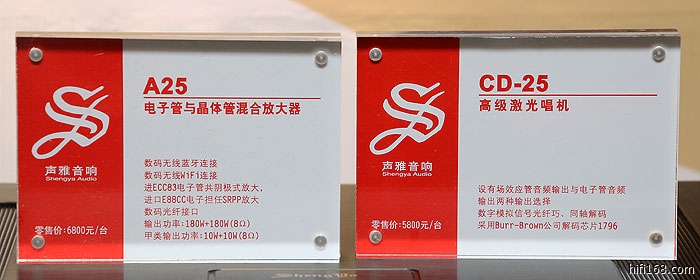 声雅音响
Shengya Audio
零售价:6800元/台
A25
电子管与晶体管混合放大器
数码无线蓝牙连接
数码无线WiFi连接
进ECC83电子管共阴极式放大,
进口E88CC电子担任SRPP放大
数码光纤接口
输出功率:180W+180W(8Ω)
甲类输出功率:10W+10W(8Ω)
声雅音响
Shengya Audio
零售价:5800元/台
CD-25
高级激光唱机
设有场效应管音频输出与电子管音频
输出两种输出选择
数字模拟信号光纤巧、同轴解码
采用Burr-Brown公司解码芯片1796
ShengYa
hifi168.com